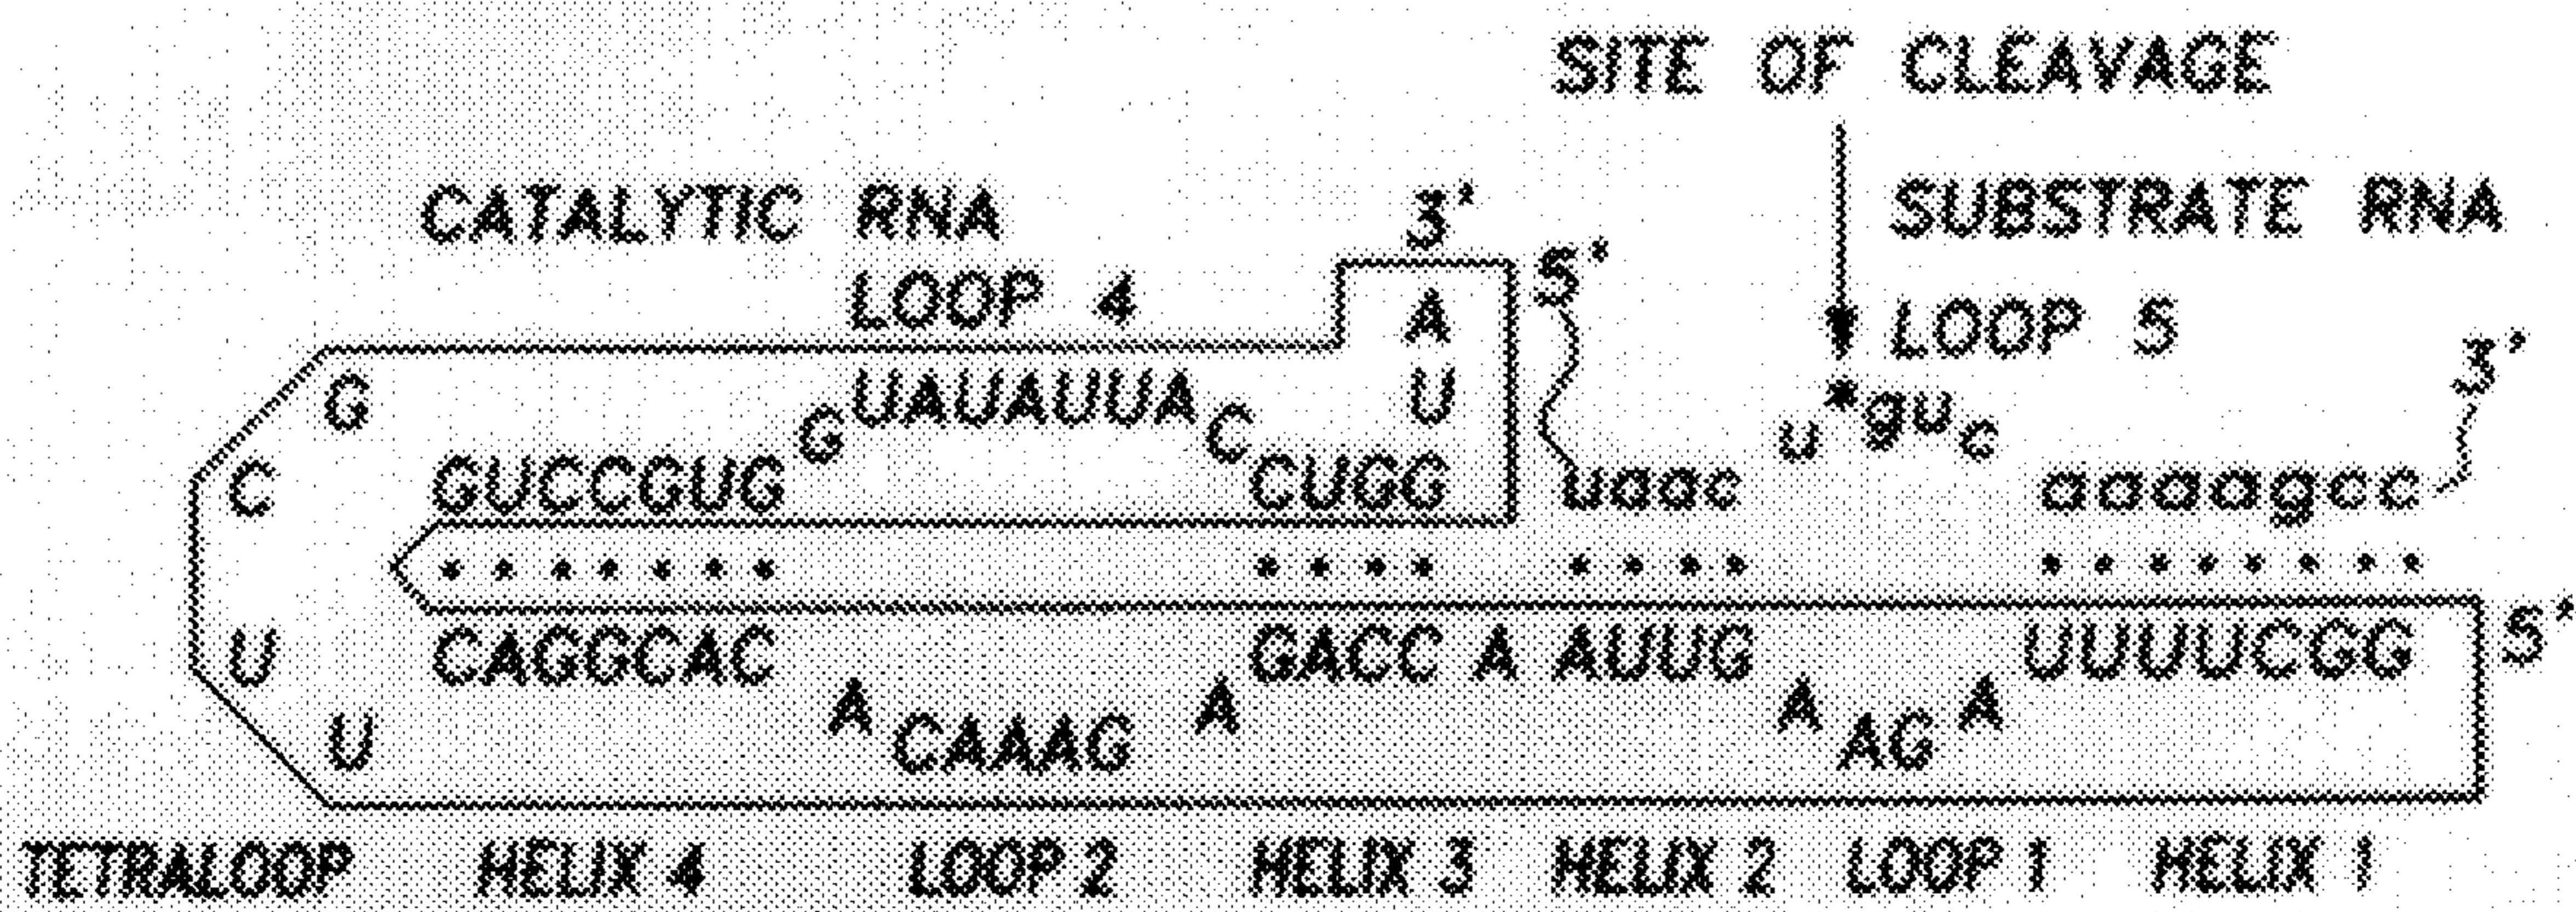 SITE OF CLEAVAGE
CATALYTIC RNA 3' SUBSTRATE RNA
LOOP 4 5' LOOP 5
A 3'
G UAUAUUA U *gu
G C u c
C GUCCGUG CUGG uaac aaaagcc
U CAGGCAC GACC A AUUG UUUUCGG 5'
A A A A
U CAAAG AG
TETRALOOP HELIX 4 LOOP 2 HELIX 3 HELIX 2 LOOP 1 HELIX 1